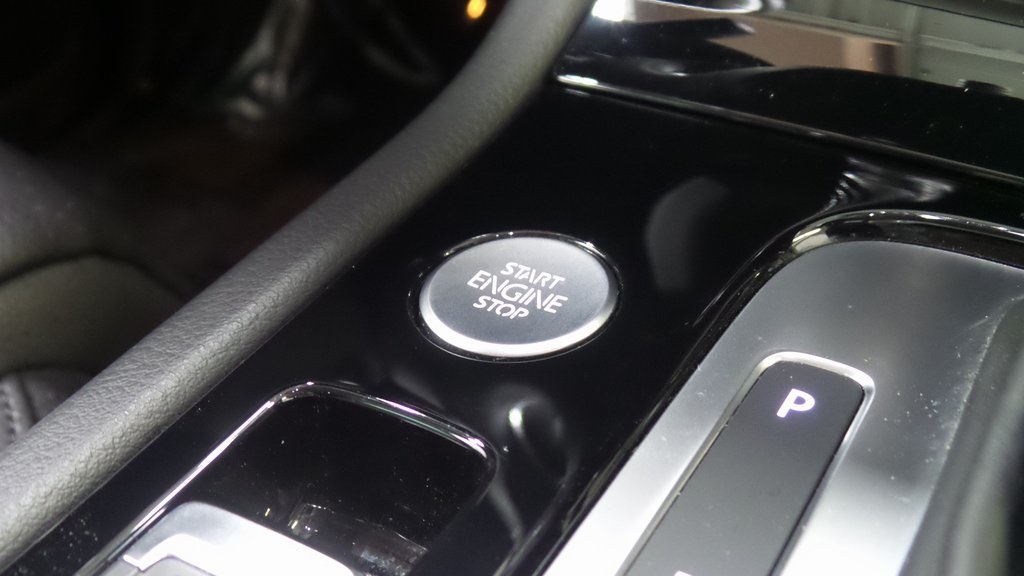 START
ENGINE
STOP
P